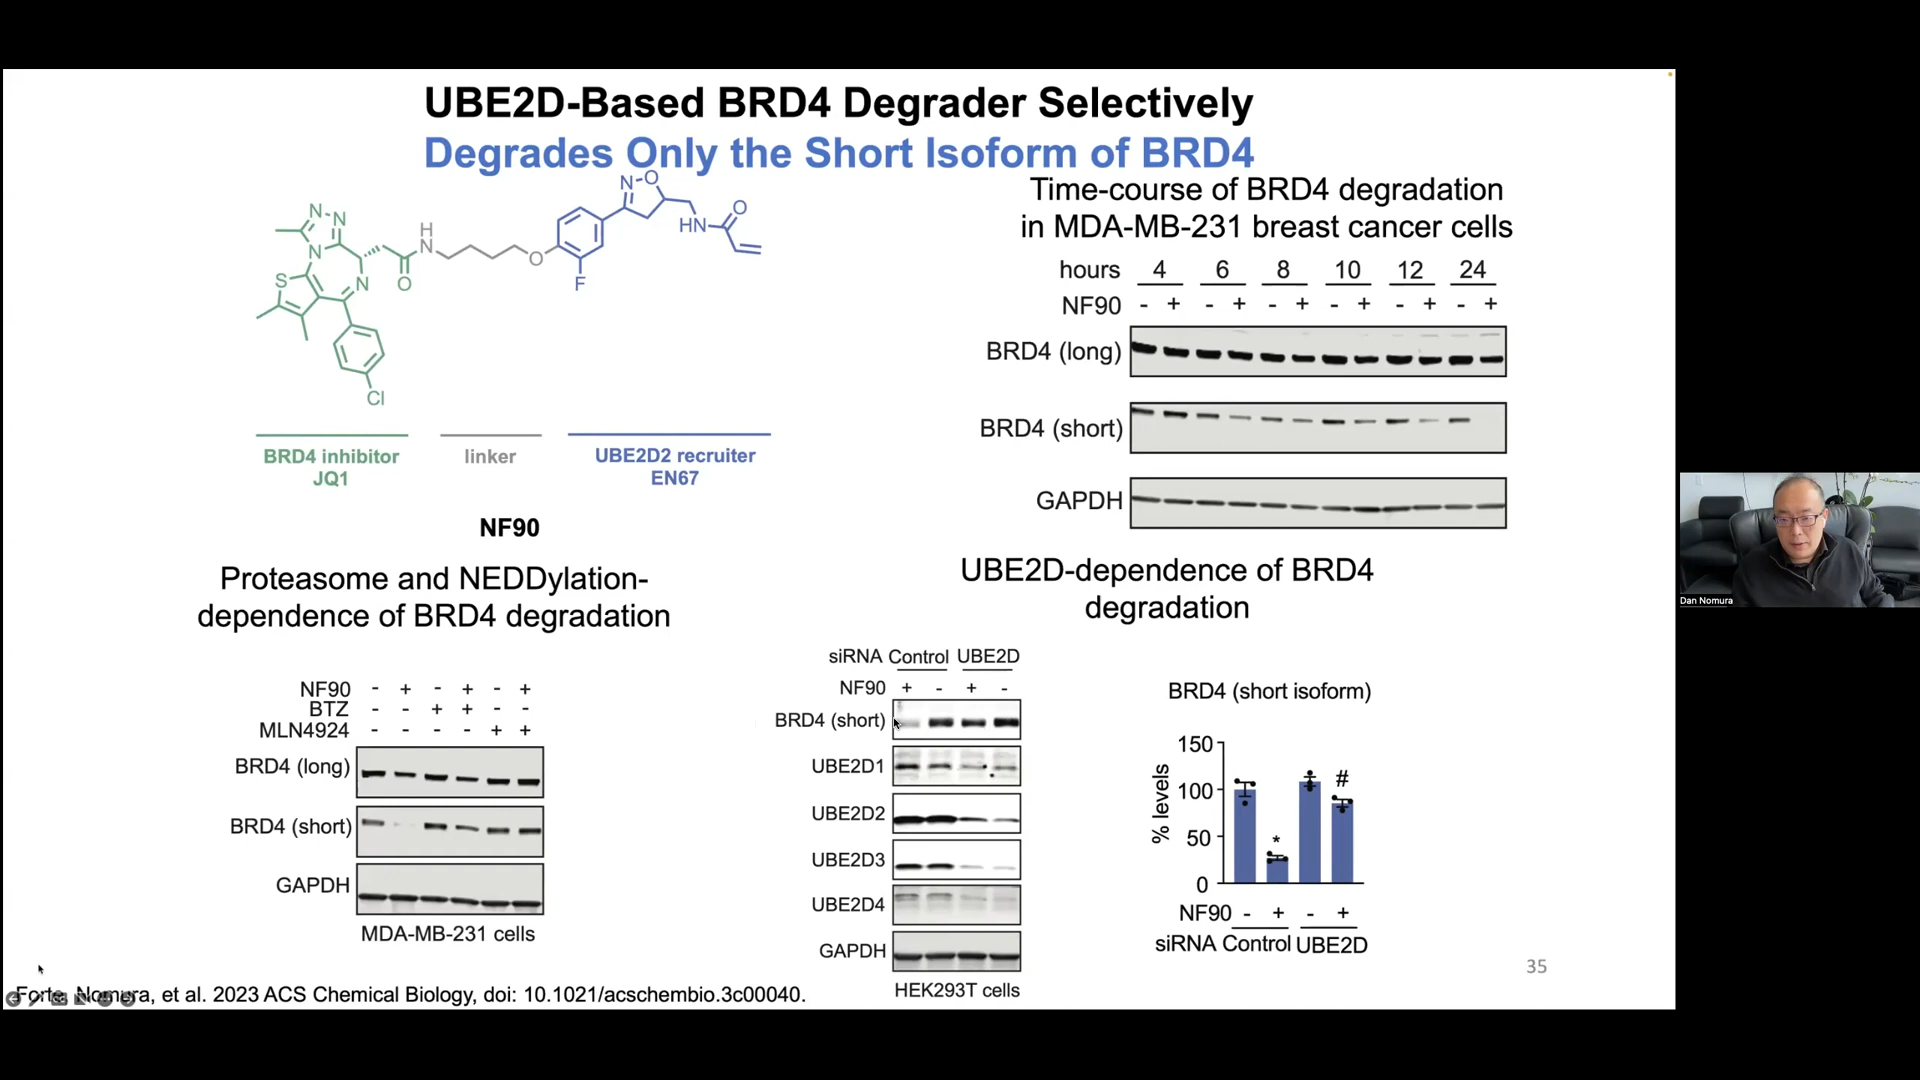 UBE2D-Based BRD4 Degrader Selectively
Degrades Only the Short Isoform of BRD4
N N N S N O H N O F N O HN O Cl
BRD4 inhibitor
JQ1
linker
UBE2D2 recruiter
EN67
NF90
Time-course of BRD4 degradation
in MDA-MB-231 breast cancer cells
hours 4 6 8 10 12 24
NF90 - + - + - + - + - + - +
BRD4 (long)
BRD4 (short)
GAPDH
Proteasome and NEDDylation-
dependence of BRD4 degradation
NF90 - + - + - +
BTZ - - + + - -
MLN4924 - - - - + +
BRD4 (long)
BRD4 (short)
GAPDH
MDA-MB-231 cells
UBE2D-dependence of BRD4
degradation
siRNA Control UBE2D
NF90 + - + -
BRD4 (short)
UBE2D1
UBE2D2
UBE2D3
UBE2D4
GAPDH
HEK293T cells
BRD4 (short isoform)
% levels
150
100
50
0
* #
NF90 - + - +
siRNA Control UBE2D
35
Forte, Nomura, et al. 2023 ACS Chemical Biology, doi: 10.1021/acschembio.3c00040.
Dan Nomura